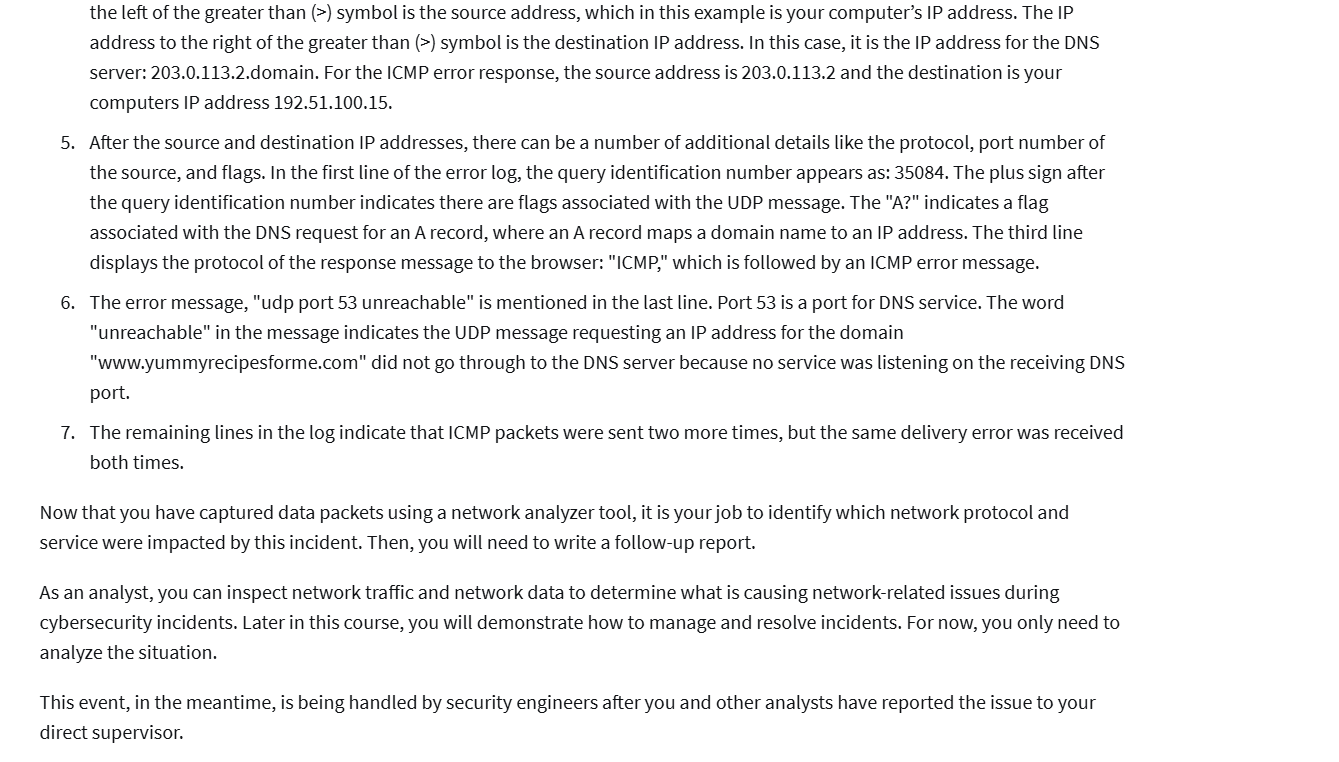 the left of the greater than (>) symbol is the source address, which in this example is your computer’s IP address. The IP
address to the right of the greater than (>) symbol is the destination IP address. In this case, it is the IP address for the DNS
server: 203.0.113.2.domain. For the ICMP error response, the source address is 203.0.113.2 and the destination is your
computers IP address 192.51.100.15.
5. After the source and destination IP addresses, there can be a number of additional details like the protocol, port number of
the source, and flags. In the first line of the error log, the query identification number appears as: 35084. The plus sign after
the query identification number indicates there are flags associated with the UDP message. The "A?" indicates a flag
associated with the DNS request for an A record, where an A record maps a domain name to an IP address. The third line
displays the protocol of the response message to the browser: "ICMP," which is followed by an ICMP error message.
6. The error message, "udp port 53 unreachable" is mentioned in the last line. Port 53 is a port for DNS service. The word
"unreachable" in the message indicates the UDP message requesting an IP address for the domain
"www.yummyrecipesforme.com" did not go through to the DNS server because no service was listening on the receiving DNS
port.
7. The remaining lines in the log indicate that ICMP packets were sent two more times, but the same delivery error was received
both times.
Now that you have captured data packets using a network analyzer tool, it is your job to identify which network protocol and
service were impacted by this incident. Then, you will need to write a follow-up report.
As an analyst, you can inspect network traffic and network data to determine what is causing network-related issues during
cybersecurity incidents. Later in this course, you will demonstrate how to manage and resolve incidents. For now, you only need to
analyze the situation.
This event, in the meantime, is being handled by security engineers after you and other analysts have reported the issue to your
direct supervisor.